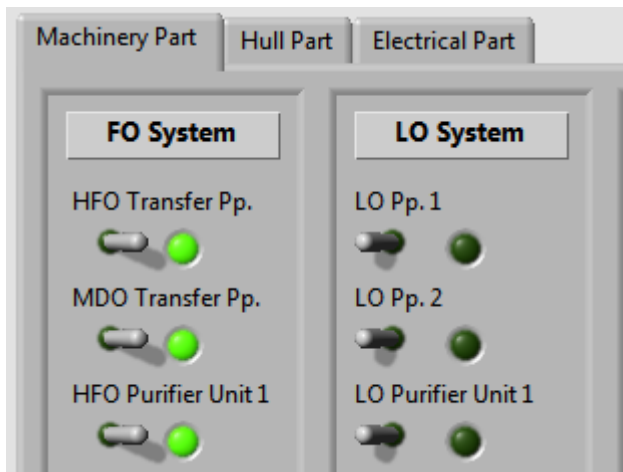 Machinery Part
Hull Part
Electrical Part
FO System
HFO Transfer Pp.
MDO Transfer Pp.
HFO Purifier Unit 1
LO System
LO Pp. 1
LO Pp. 2
LO Purifier Unit 1